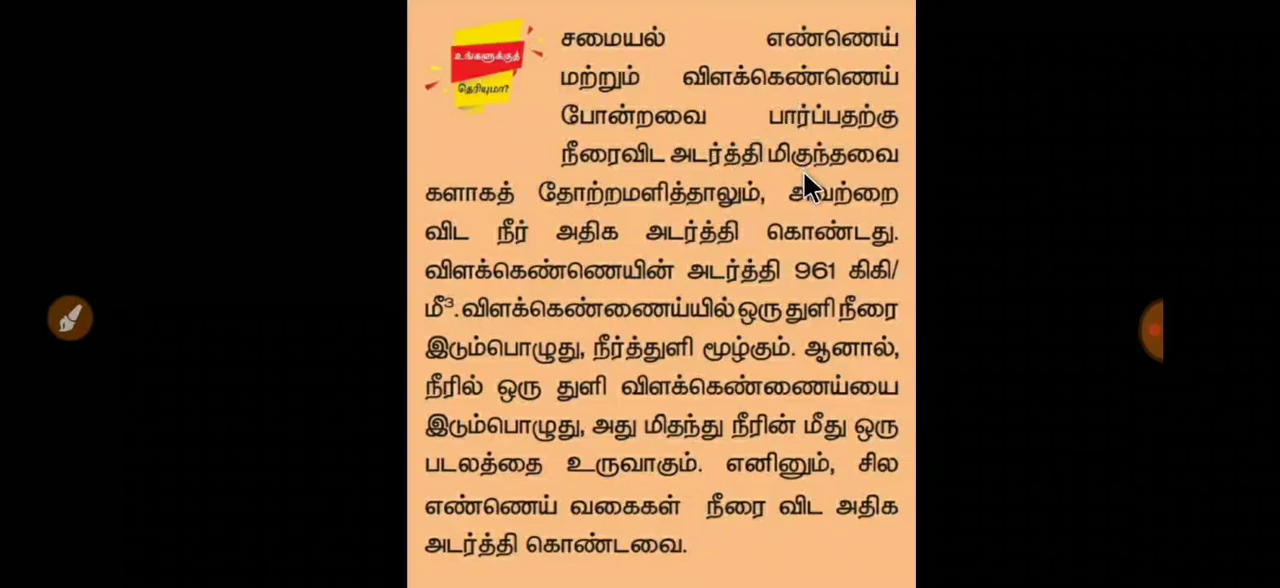 உங்களுக்குத்
தெரியுமா?
சமையல் எண்ணெய்
மற்றும் விளக்கெண்ணெய்
போன்றவை பார்ப்பதற்கு
நீரைவிட அடர்த்தி மிகுந்தவை
களாகத் தோற்றமளித்தாலும், அவற்றை
விட நீர் அதிக அடர்த்தி கொண்டது.
விளக்கெண்ணெயின் அடர்த்தி 961 கிகி/
மீ³. விளக்கெண்ணைய்யில் ஒரு துளி நீரை
இடும்பொழுது, நீர்த்துளி மூழ்கும். ஆனால்,
நீரில் ஒரு துளி விளக்கெண்ணைய்யை
இடும்பொழுது, அது மிதந்து நீரின் மீது ஒரு
படலத்தை உருவாகும். எனினும், சில
எண்ணெய் வகைகள் நீரை விட அதிக
அடர்த்தி கொண்டவை.